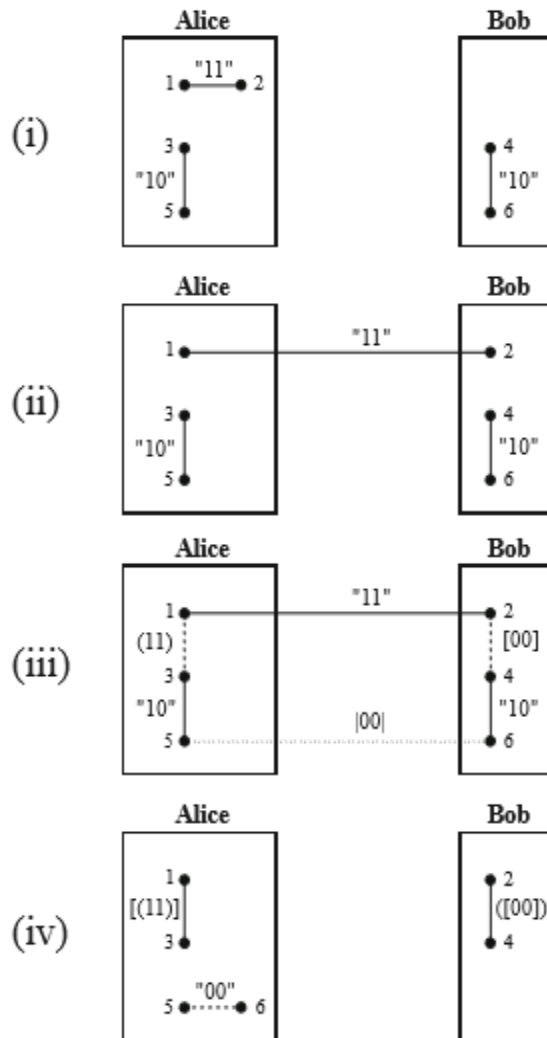 Alice Bob
(i)
"11"
1 2
3 4
"10" "10"
5 6
Alice Bob
(ii)
"11"
1 2
3 4
"10" "10"
5 6
Alice Bob
(iii)
"11"
1 2
(11) [00]
3 4
"10" "10"
|00|
5 6
Alice Bob
(iv)
1 2
[(11)] ([00])
3 4
"00"
5 6